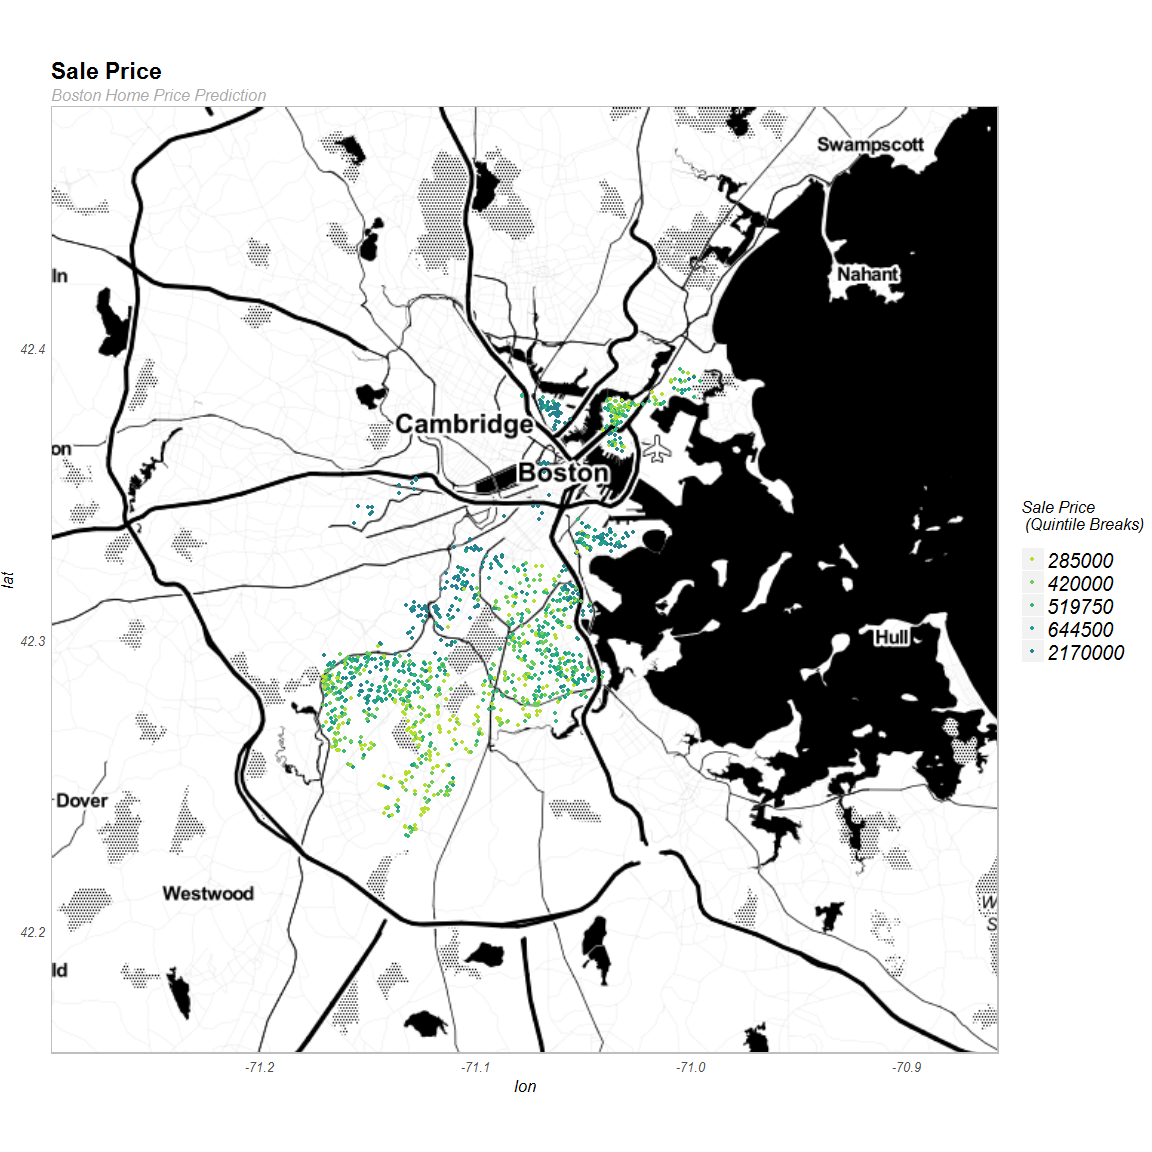 Sale Price
Boston Home Price Prediction
Swampscott
Nahant
ln
42.4
Cambridge
on
Boston
Sale Price
(Quintile Breaks)
285000
420000
519750
644500
2170000
lat
42.3
Hull
Dover
Westwood
W
S
42.2
ld
-71.2
-71.1
-71.0
-70.9
lon